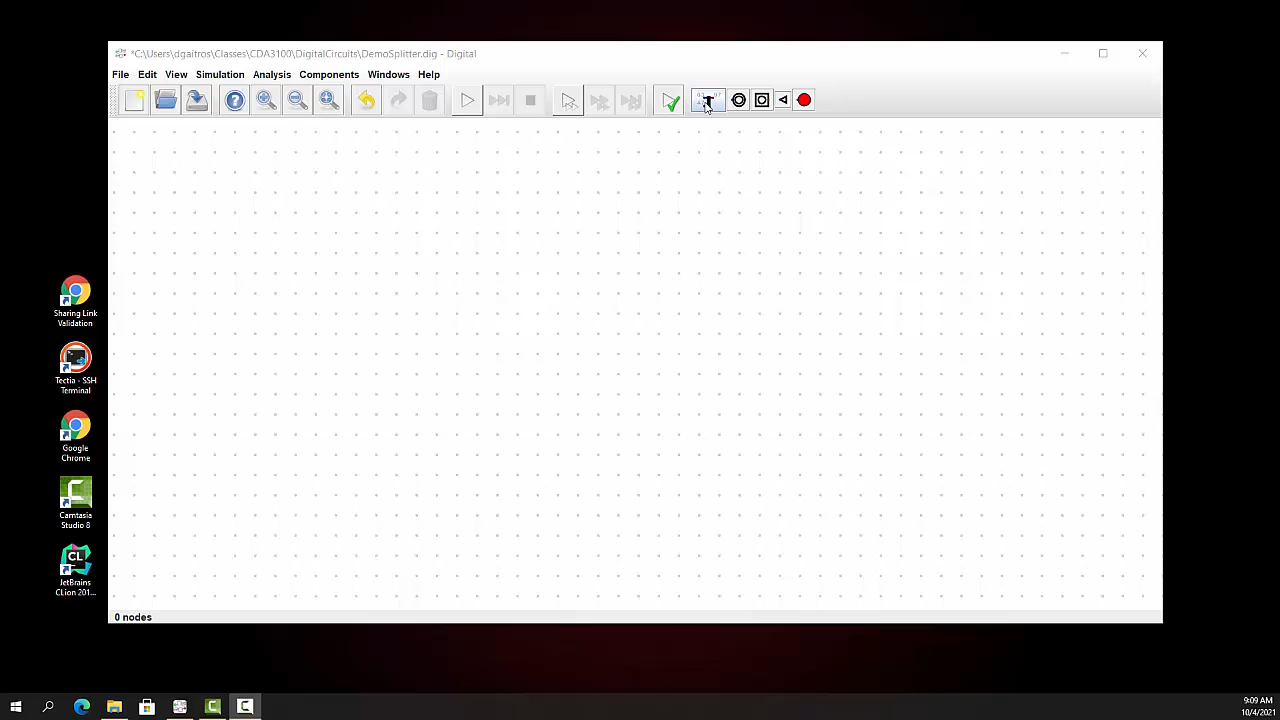 *C:\Users\dgaitros\Classes\CDA3100\DigitalCircuits\DemoSplitter.dig - Digital
File Edit View Simulation Analysis Components Windows Help
Sharing Link
Validation
Tectia - SSH
Terminal
Google
Chrome
Camtasia
Studio 8
CL
JetBrains
CLion 201...
0 nodes
9:09 AM
10/4/2021